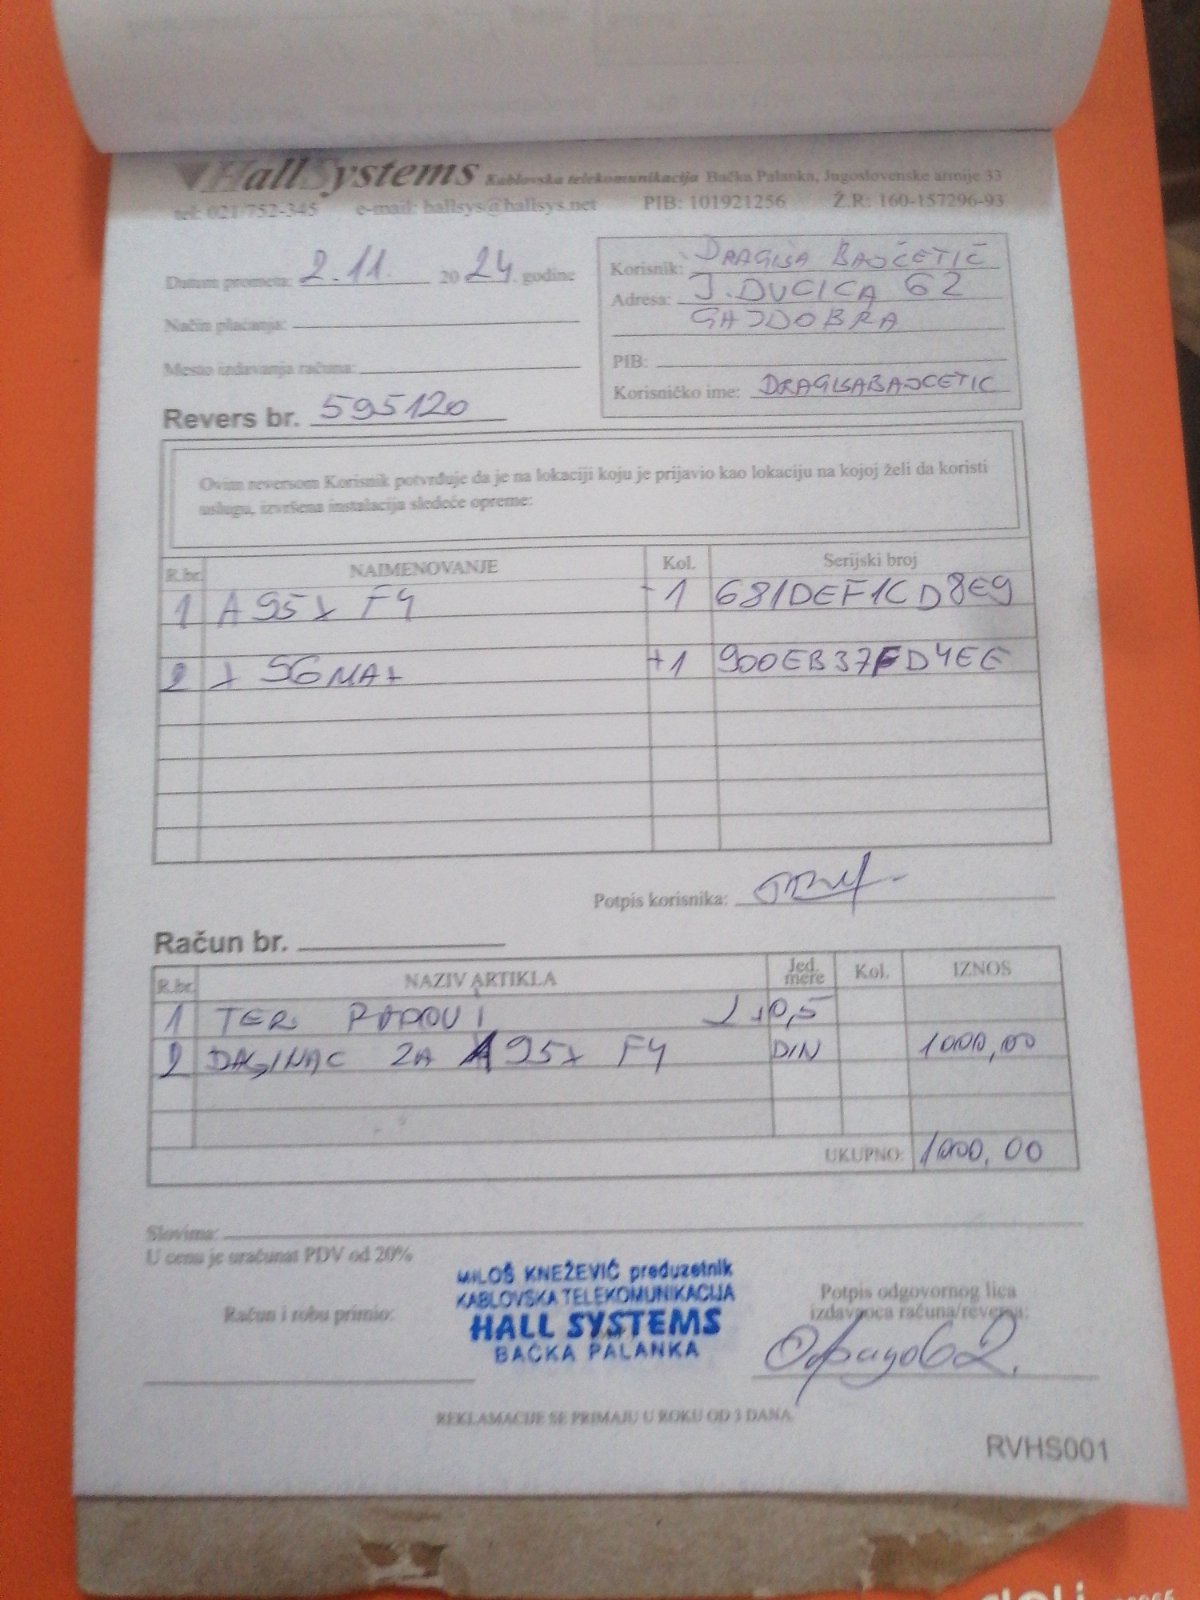 HallSystems Kablovska telekomunikacija Bačka Palanka, Jugoslovenske armije 33
tel: 021/752-345 e-mail: hallsys@hallsys.net PIB: 101921256 Ž.R: 160-157296-93
Datum prometa: 2.11. 2024. godine
Način plaćanja:
Mesto izdavanja računa:
Revers br. 595120
Korisnik: DRAGIŠA BAJČETIĆ
Adresa: J. DUČIĆA 62
GAJDOBRA
PIB:
Korisničko ime: DRAGISABAJCETIC
Ovim reversom Korisnik potvrđuje da je na lokaciji koju je prijavio kao lokaciju na kojoj želi da koristi
uslugu, izvršena instalacija sledeće opreme:
R.br. NAIMENOVANJE Kol. Serijski broj
1 A95X F4 -1 681DEF1CD8E9
2 X S6MAX +1 900EB37FD4EE
Potpis korisnika:
Račun br.
R.br. NAZIV ARTIKLA Jed. mere Kol. IZNOS
1 TER. 1x0,5
2 DALJINAC ZA A95X F4 DIN 1000,00
UKUPNO: 1000,00
Slovima:
U cenu je uračunat PDV od 20%
Račun i robu primio:
MILOŠ KNEŽEVIĆ preduzetnik
KABLOVSKA TELEKOMUNIKACIJA
HALL SYSTEMS
BAČKA PALANKA
Potpis odgovornog lica
izdavaoca računa/reversa:
REKLAMACIJE SE PRIMAJU U ROKU OD 3 DANA.
RVHS001